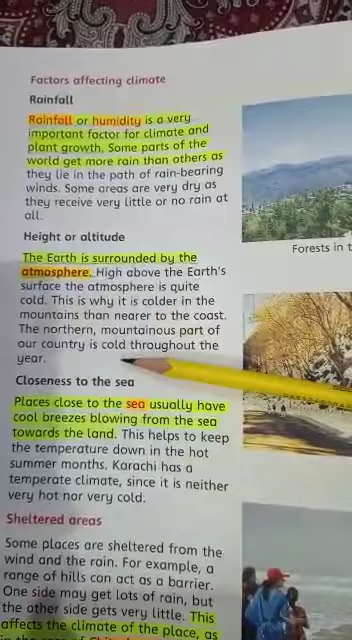 Factors affecting climate
Rainfall
Rainfall or humidity is a very
important factor for climate and
plant growth. Some parts of the
world get more rain than others as
they lie in the path of rain-bearing
winds. Some areas are very dry as
they receive very little or no rain at
all.
Height or altitude
The Earth is surrounded by the
atmosphere. High above the Earth's
surface the atmosphere is quite
cold. This is why it is colder in the
mountains than nearer to the coast.
The northern, mountainous part of
our country is cold throughout the
year.
Closeness to the sea
Places close to the sea usually have
cool breezes blowing from the sea
towards the land. This helps to keep
the temperature down in the hot
summer months. Karachi has a
temperate climate, since it is neither
very hot nor very cold.
Sheltered areas
Some places are sheltered from the
wind and the rain. For example, a
range of hills can act as a barrier.
One side may get lots of rain, but
the other side gets very little. This
affects the climate of the place, as
Forests in t